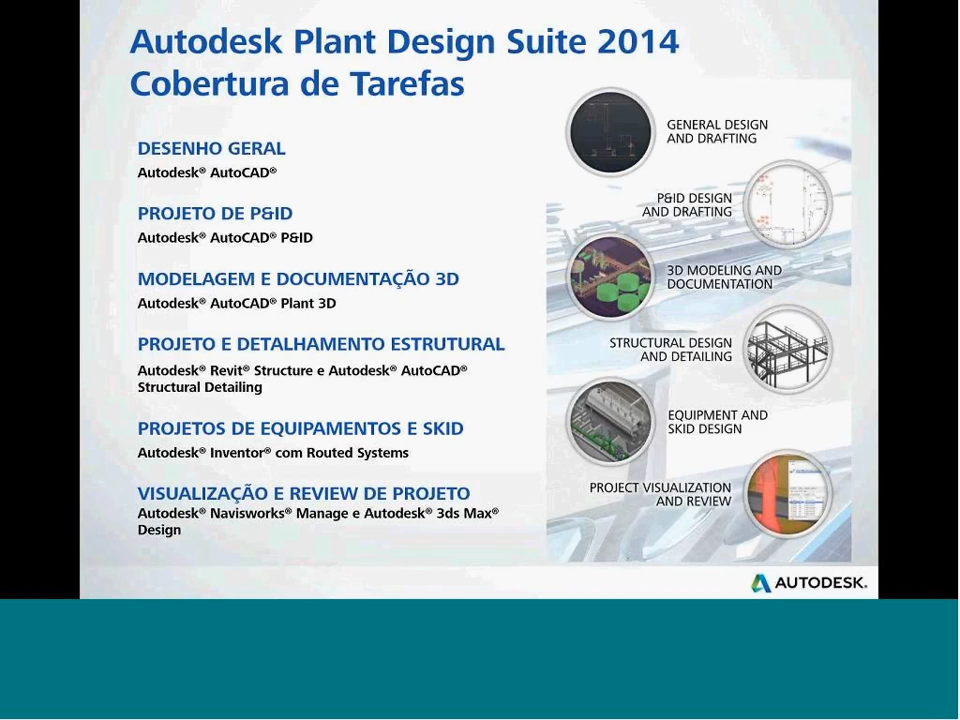 Autodesk Plant Design Suite 2014
Cobertura de Tarefas
DESENHO GERAL
Autodesk® AutoCAD®
PROJETO DE P&ID
Autodesk® AutoCAD® P&ID
MODELAGEM E DOCUMENTAÇÃO 3D
Autodesk® AutoCAD® Plant 3D
PROJETO E DETALHAMENTO ESTRUTURAL
Autodesk® Revit® Structure e Autodesk® AutoCAD®
Structural Detailing
PROJETOS DE EQUIPAMENTOS E SKID
Autodesk® Inventor® com Routed Systems
VISUALIZAÇÃO E REVIEW DE PROJETO
Autodesk® Navisworks® Manage e Autodesk® 3ds Max®
Design
GENERAL DESIGN
AND DRAFTING
P&ID DESIGN
AND DRAFTING
3D MODELING AND
DOCUMENTATION
STRUCTURAL DESIGN
AND DETAILING
EQUIPMENT AND
SKID DESIGN
PROJECT VISUALIZATION
AND REVIEW
AUTODESK.